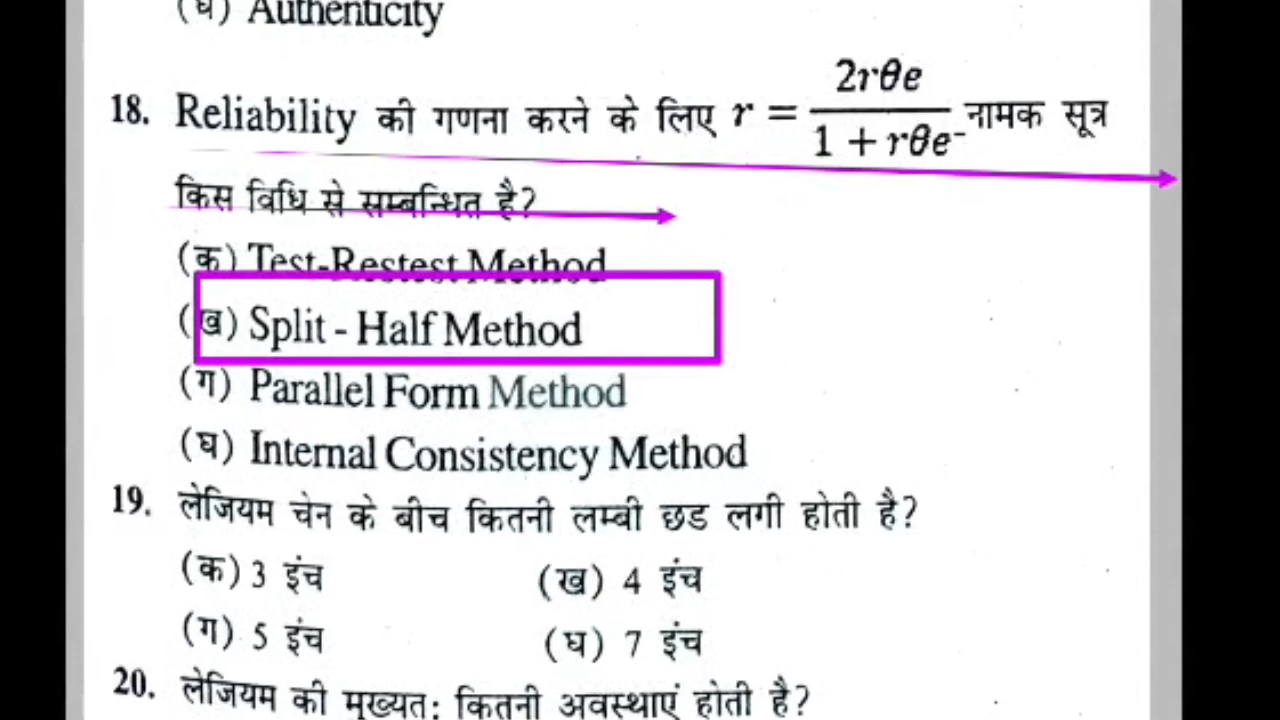 (घ) Authenticity
18. Reliability की गणना करने के लिए r = 2rθe / 1 + rθe- नामक सूत्र
किस विधि से सम्बन्धित है?
(क) Test-Restest Method
(ख) Split - Half Method
(ग) Parallel Form Method
(घ) Internal Consistency Method
19. लेजियम चेन के बीच कितनी लम्बी छड लगी होती है?
(क) 3 इंच (ख) 4 इंच
(ग) 5 इंच (घ) 7 इंच
20. लेजियम की मुख्यत: कितनी अवस्थाएं होती है?